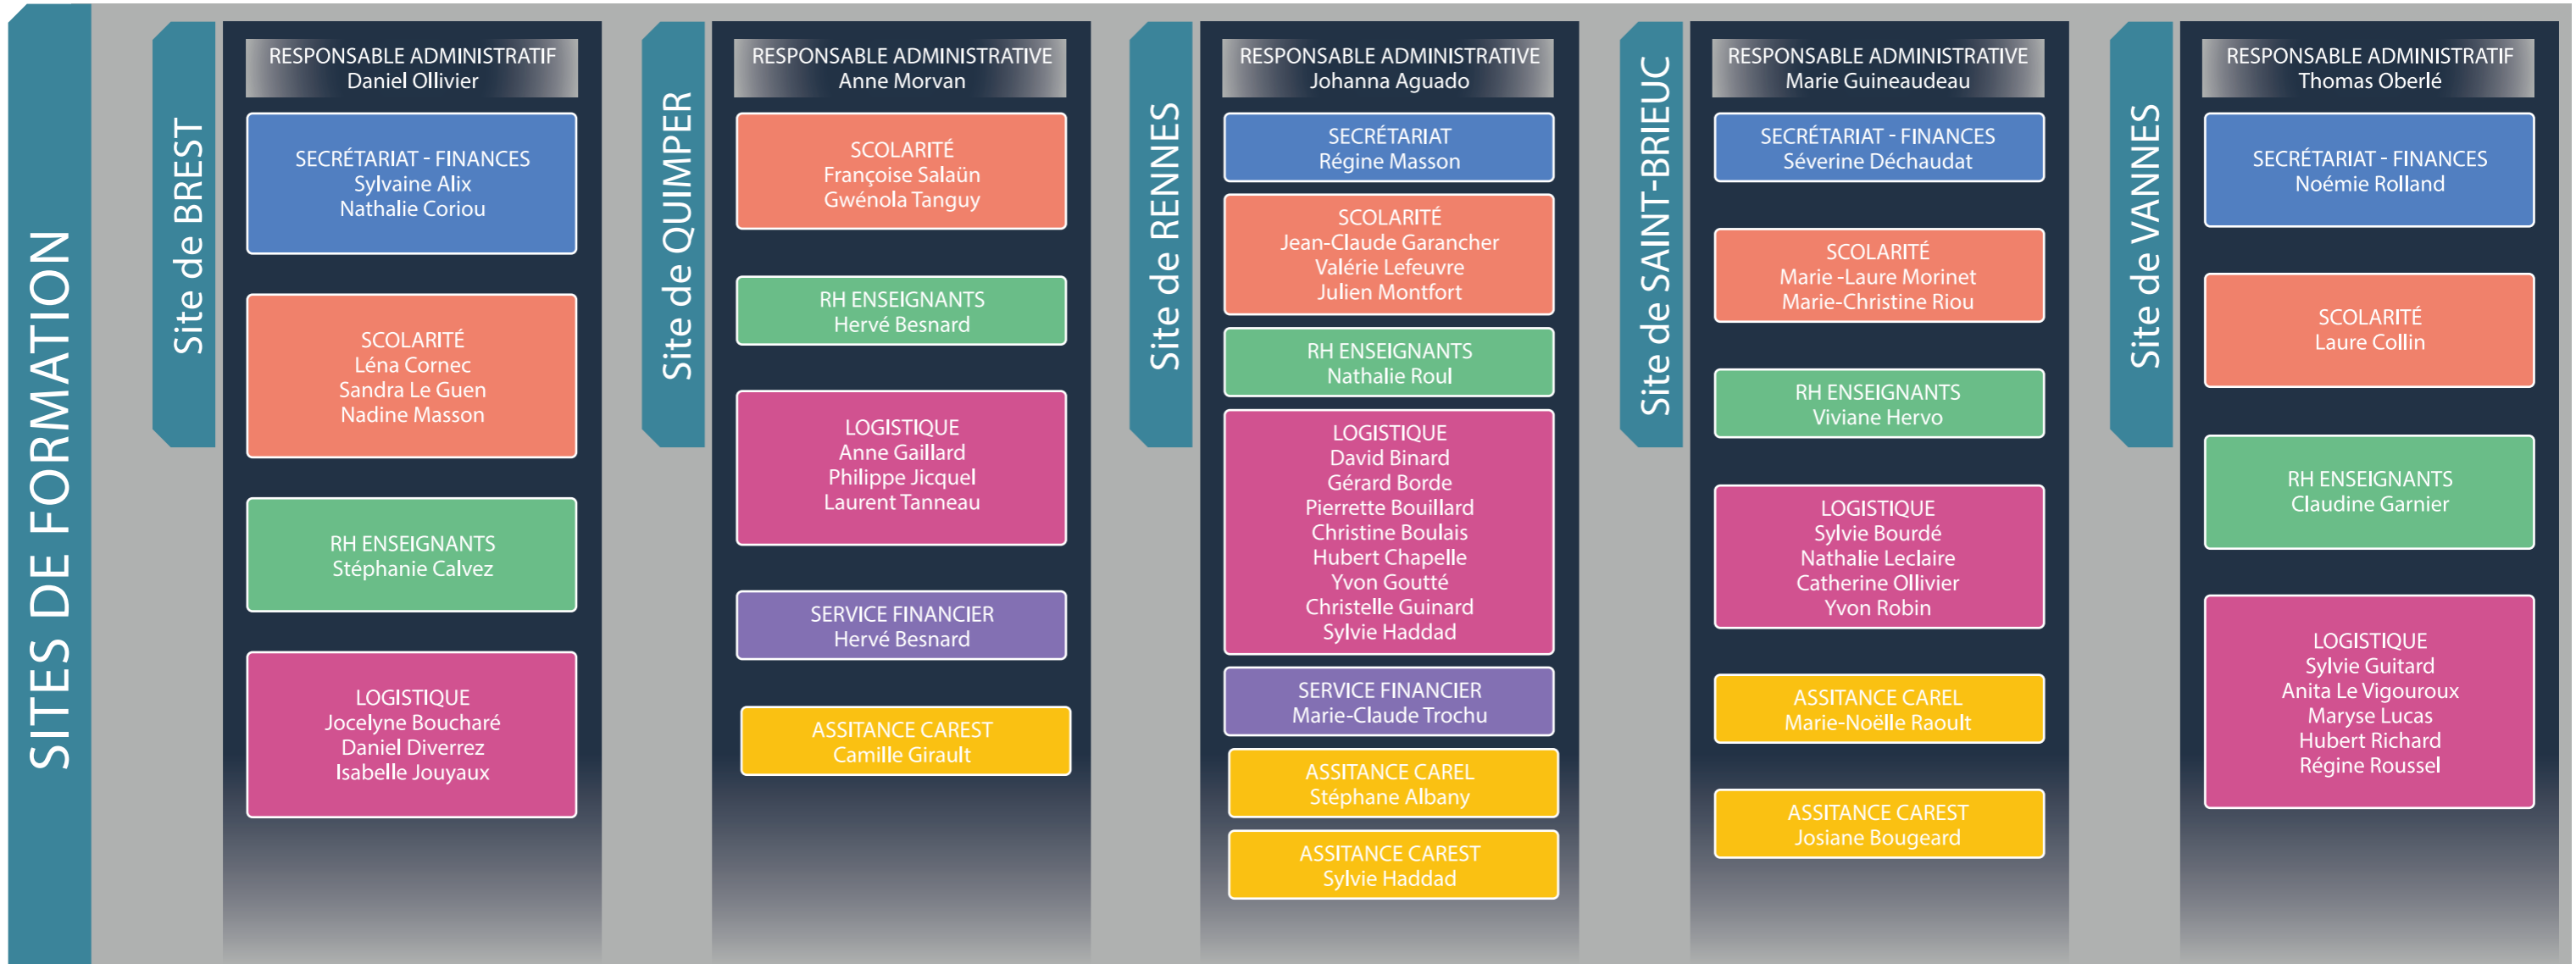 SITES DE FORMATION
Site de BREST
RESPONSABLE ADMINISTRATIF
Daniel Ollivier
SECRÉTARIAT - FINANCES
Sylvaine Alix
Nathalie Coriou
SCOLARITÉ
Léna Cornec
Sandra Le Guen
Nadine Masson
RH ENSEIGNANTS
Stéphanie Calvez
LOGISTIQUE
Jocelyne Boucharé
Daniel Diverrez
Isabelle Jouyaux
Site de QUIMPER
RESPONSABLE ADMINISTRATIVE
Anne Morvan
SCOLARITÉ
Françoise Salaün
Gwénola Tanguy
RH ENSEIGNANTS
Hervé Besnard
LOGISTIQUE
Anne Gaillard
Philippe Jicquel
Laurent Tanneau
SERVICE FINANCIER
Hervé Besnard
ASSITANCE CAREST
Camille Girault
Site de RENNES
RESPONSABLE ADMINISTRATIVE
Johanna Aguado
SECRÉTARIAT
Régine Masson
SCOLARITÉ
Jean-Claude Garancher
Valérie Lefeuvre
Julien Montfort
RH ENSEIGNANTS
Nathalie Roul
LOGISTIQUE
David Binard
Gérard Borde
Pierrette Bouillard
Christine Boulais
Hubert Chapelle
Yvon Goutté
Christelle Guinard
Sylvie Haddad
SERVICE FINANCIER
Marie-Claude Trochu
ASSITANCE CAREL
Stéphane Albany
ASSITANCE CAREST
Sylvie Haddad
Site de SAINT-BRIEUC
RESPONSABLE ADMINISTRATIVE
Marie Guineaudeau
SECRÉTARIAT - FINANCES
Séverine Déchaudat
SCOLARITÉ
Marie -Laure Morinet
Marie-Christine Riou
RH ENSEIGNANTS
Viviane Hervo
LOGISTIQUE
Sylvie Bourdé
Nathalie Leclaire
Catherine Ollivier
Yvon Robin
ASSITANCE CAREL
Marie-Noëlle Raoult
ASSITANCE CAREST
Josiane Bougeard
Site de VANNES
RESPONSABLE ADMINISTRATIF
Thomas Oberlé
SECRÉTARIAT - FINANCES
Noémie Rolland
SCOLARITÉ
Laure Collin
RH ENSEIGNANTS
Claudine Garnier
LOGISTIQUE
Sylvie Guitard
Anita Le Vigouroux
Maryse Lucas
Hubert Richard
Régine Roussel